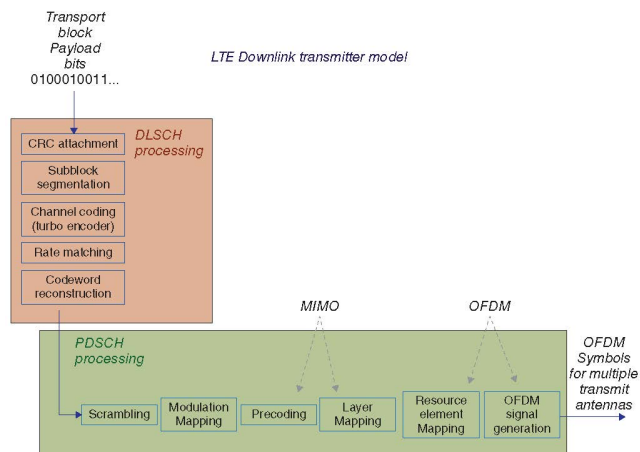 Transport
block
Payload
bits
0100010011...
LTE Downlink transmitter model
DLSCH
processing
CRC attachment
Subblock
segmentation
Channel coding
(turbo encoder)
Rate matching
Codeword
reconstruction
MIMO
OFDM
PDSCH
processing
Scrambling
Modulation
Mapping
Precoding
Layer
Mapping
Resource
element
Mapping
OFDM
signal
generation
OFDM
Symbols
for multiple
transmit
antennas